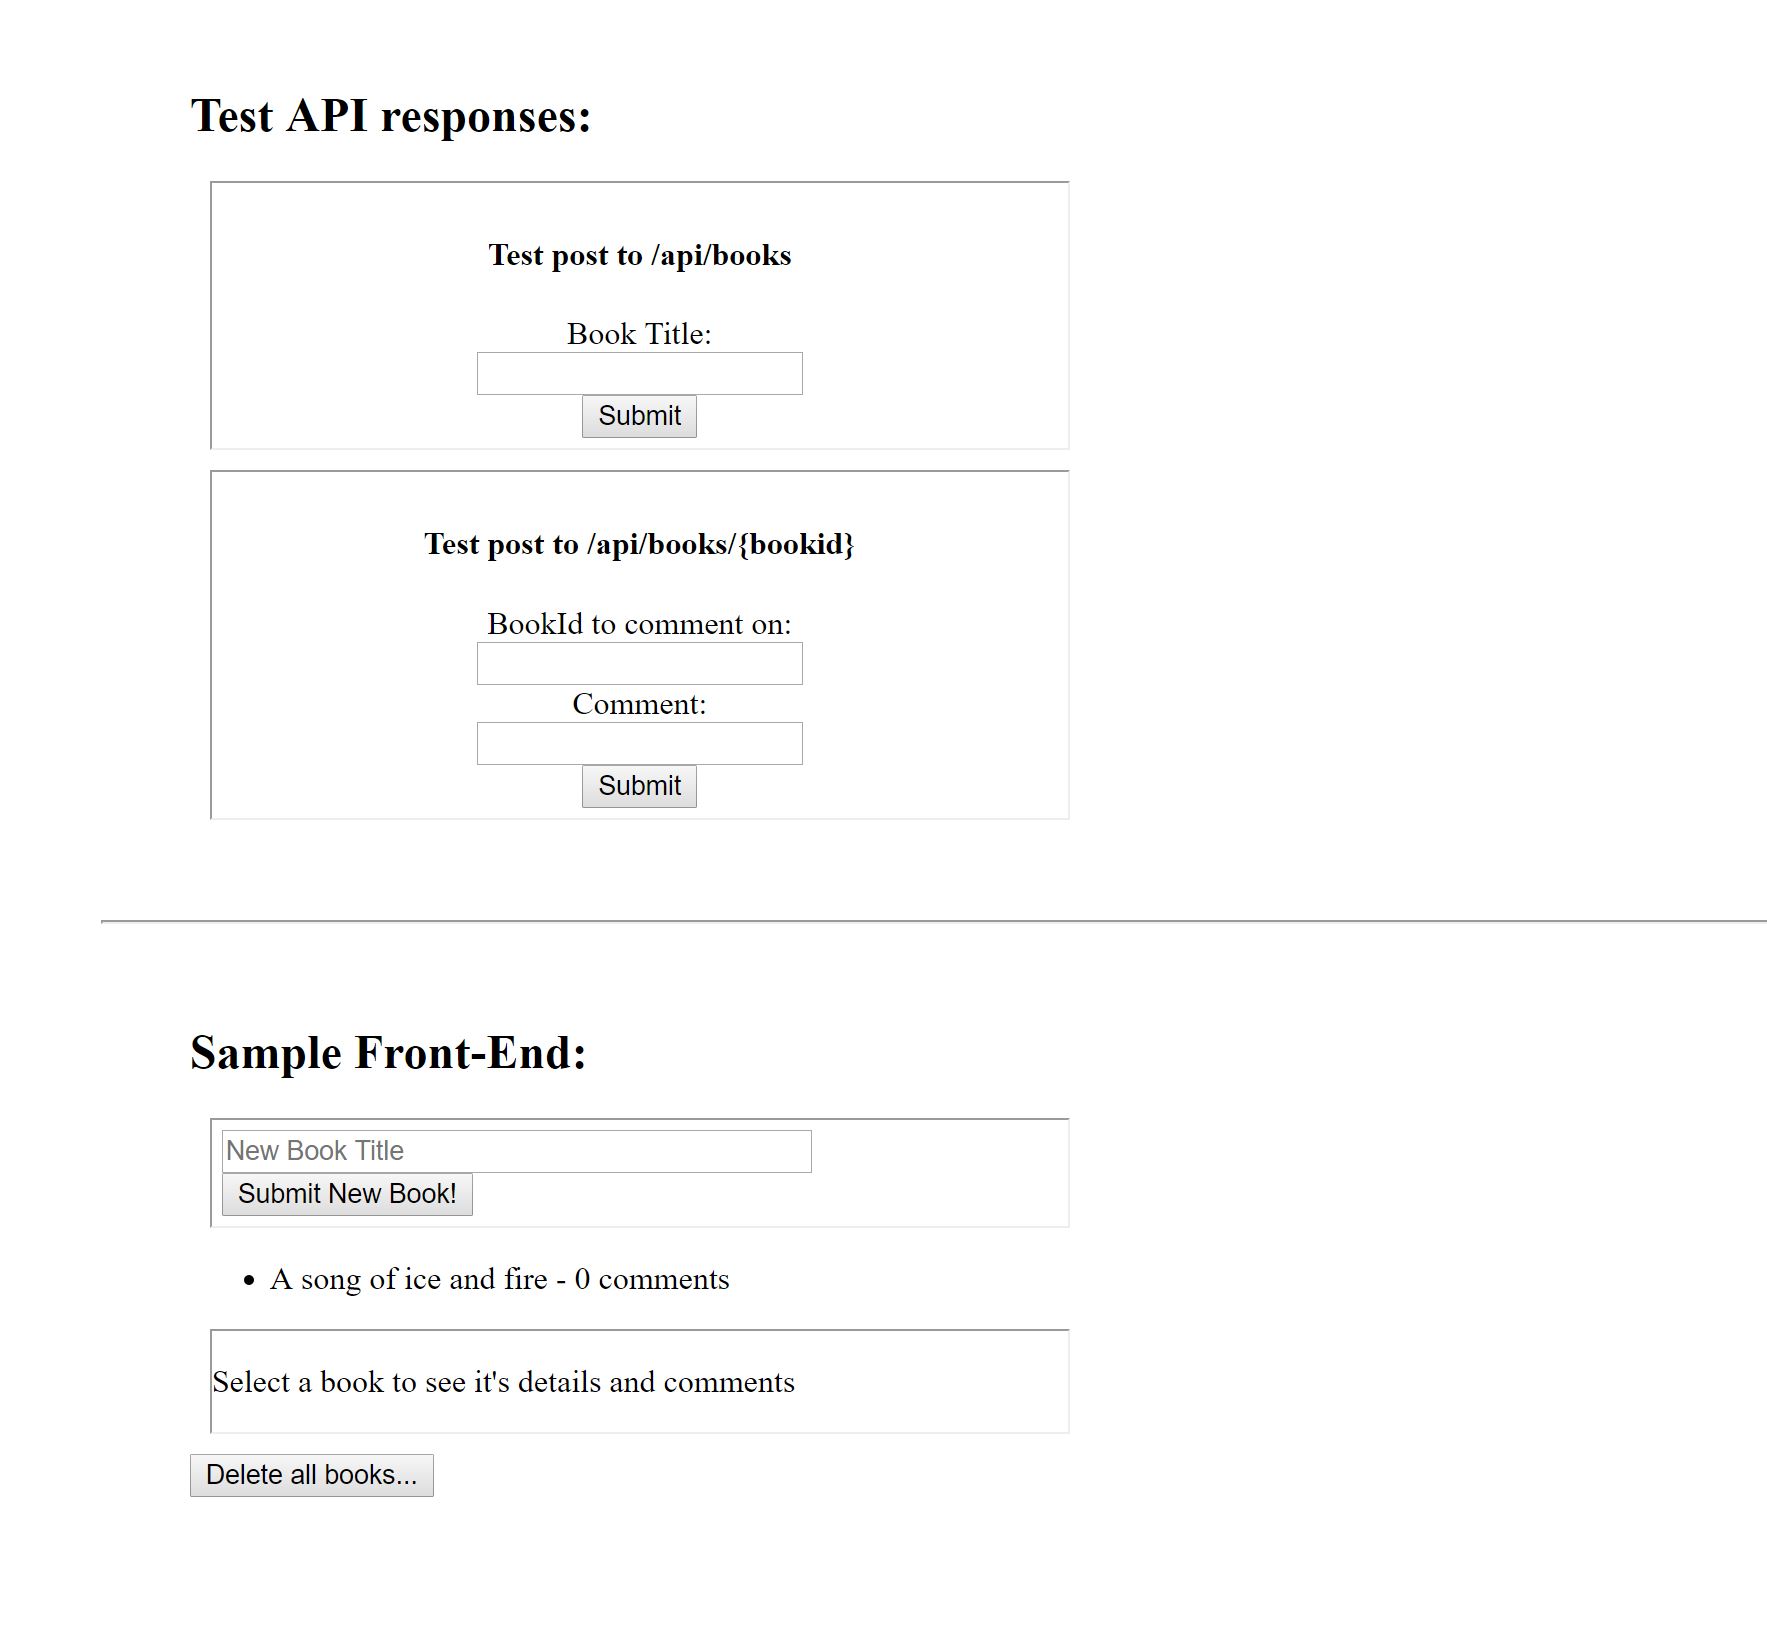 Test API responses:
Test post to /api/books
Book Title:
Submit
Test post to /api/books/{bookid}
BookId to comment on:
Comment:
Submit
Sample Front-End:
New Book Title
Submit New Book!
• A song of ice and fire - 0 comments
Select a book to see it's details and comments
Delete all books...